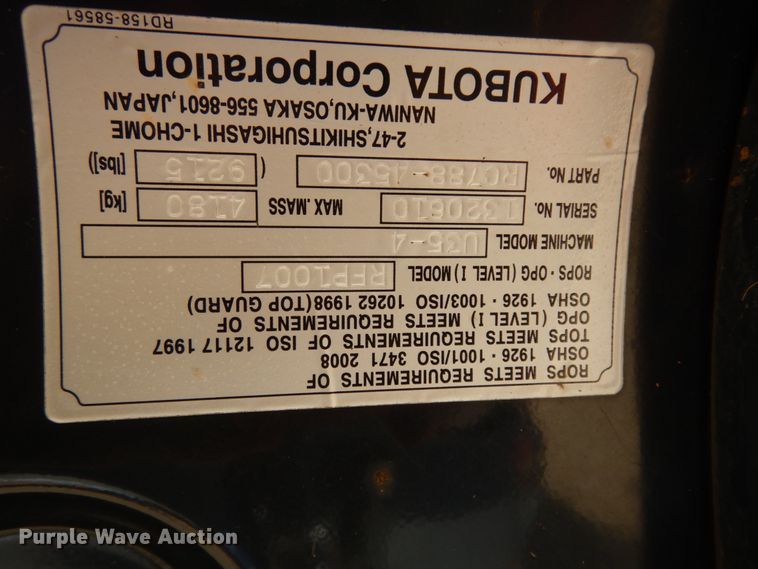 ROPS MEETS REQUIREMENTS OF
OSHA 1926・1001/ISO 3471 2008
TOPS MEETS REQUIREMENTS OF ISO 12117 1997
OPG (LEVEL I) MEETS REQUIREMENTS OF
OSHA 1926・1003/ISO 10262 1998(TOP GUARD)
ROPS・OPG (LEVEL I) MODEL RFP1007
MACHINE MODEL U35-4
SERIAL NO. 1320610 MAX. MASS 4180 [kg]
PART NO. RC788-45300 ( 9215 [lbs])
2-47,SHIKITSUHIGASHI 1-CHOME
NANIWA-KU,OSAKA 556-8601,JAPAN
KUBOTA Corporation
RD158-58561
Purple Wave Auction